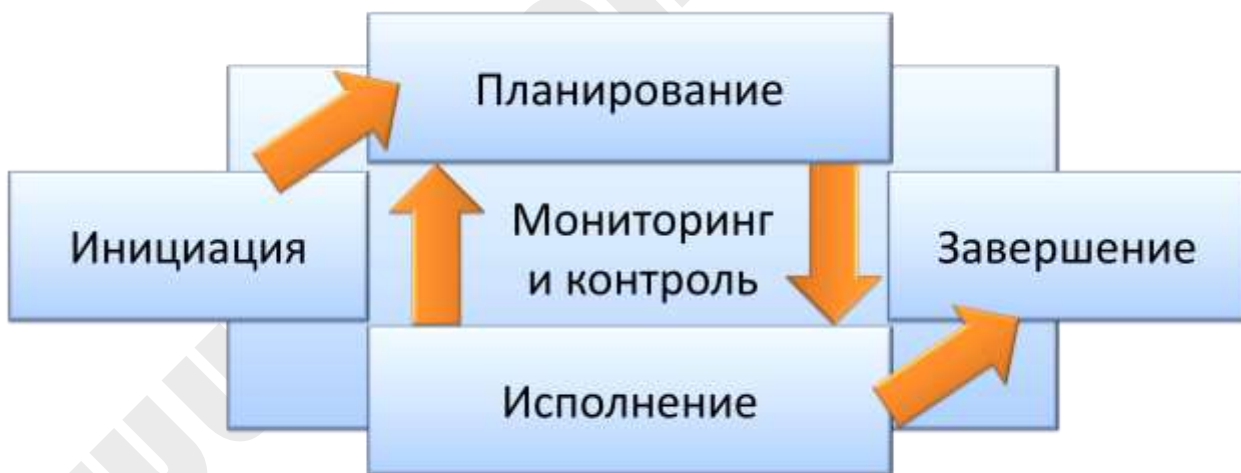 Планирование
Инициация
Мониторинг
и контроль
Завершение
Исполнение